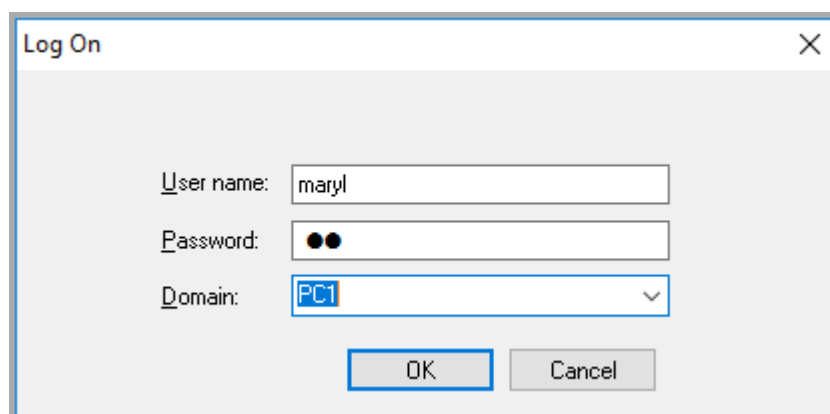 Log On
User name: maryl
Password: ●●
Domain: PC1
OK Cancel